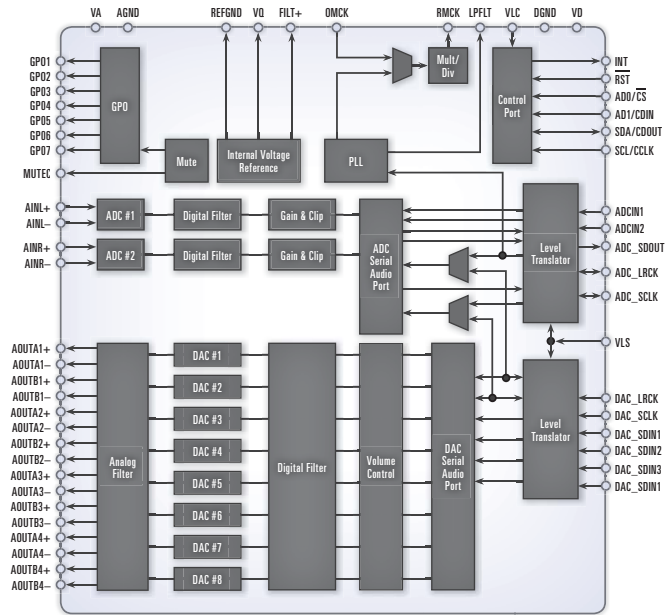 VA AGND REFGND VQ FILT+ OMCK RMCK LPFLT VLC DGND VD
GPO1
GPO2
GPO3
GPO4
GPO5
GPO6
GPO7
MUTEC
GPO
Mute
Internal Voltage
Reference
PLL
Mult/
Div
Control
Port
INT
RST
AD0/CS
AD1/CDIN
SDA/CDOUT
SCL/CCLK
AINL+
AINL–
AINR+
AINR–
ADC #1
Digital Filter
Gain & Clip
ADC #2
Digital Filter
Gain & Clip
ADC
Serial
Audio
Port
Level
Translator
ADCIN1
ADCIN2
ADC_SDOUT
ADC_LRCK
ADC_SCLK
VLS
AOUTA1+
AOUTA1–
AOUTB1+
AOUTB1–
AOUTA2+
AOUTA2–
AOUTB2+
AOUTB2–
AOUTA3+
AOUTA3–
AOUTB3+
AOUTB3–
AOUTA4+
AOUTA4–
AOUTB4+
AOUTB4–
Analog
Filter
DAC #1
DAC #2
DAC #3
DAC #4
DAC #5
DAC #6
DAC #7
DAC #8
Digital Filter
Volume
Control
DAC
Serial
Audio
Port
Level
Translator
DAC_LRCK
DAC_SCLK
DAC_SDIN1
DAC_SDIN2
DAC_SDIN3
DAC_SDIN1